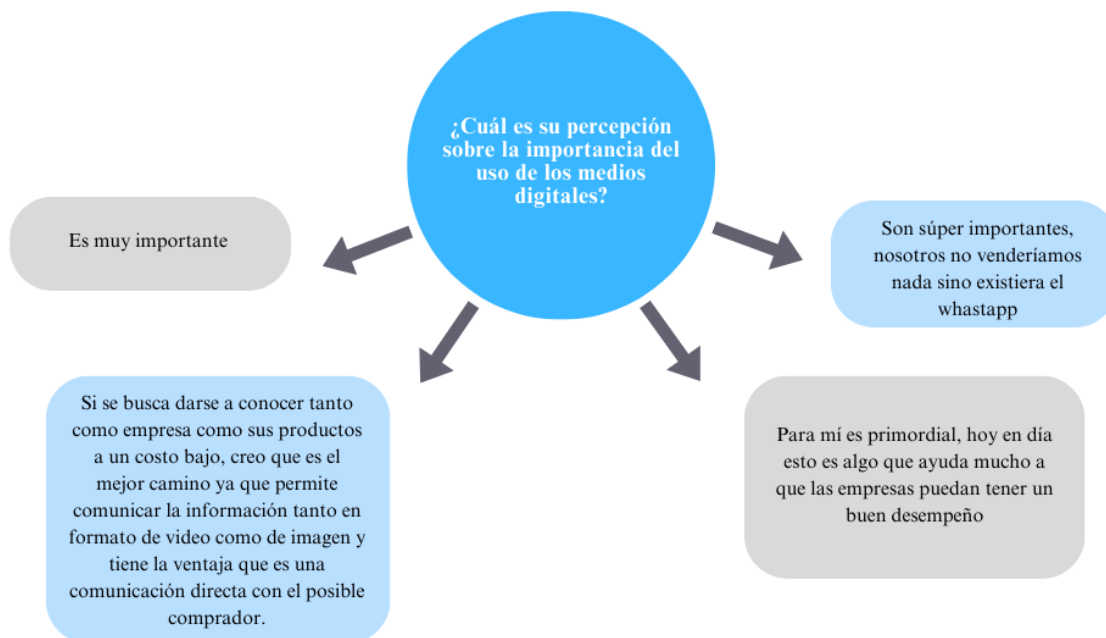 ¿Cuál es su percepción
sobre la importancia del
uso de los medios
digitales?
Es muy importante
Son súper importantes,
nosotros no venderíamos
nada sino existiera el
whastapp
Si se busca darse a conocer tanto
como empresa como sus productos
a un costo bajo, creo que es el
mejor camino ya que permite
comunicar la información tanto en
formato de video como de imagen y
tiene la ventaja que es una
comunicación directa con el posible
comprador.
Para mí es primordial, hoy en día
esto es algo que ayuda mucho a
que las empresas puedan tener un
buen desempeño